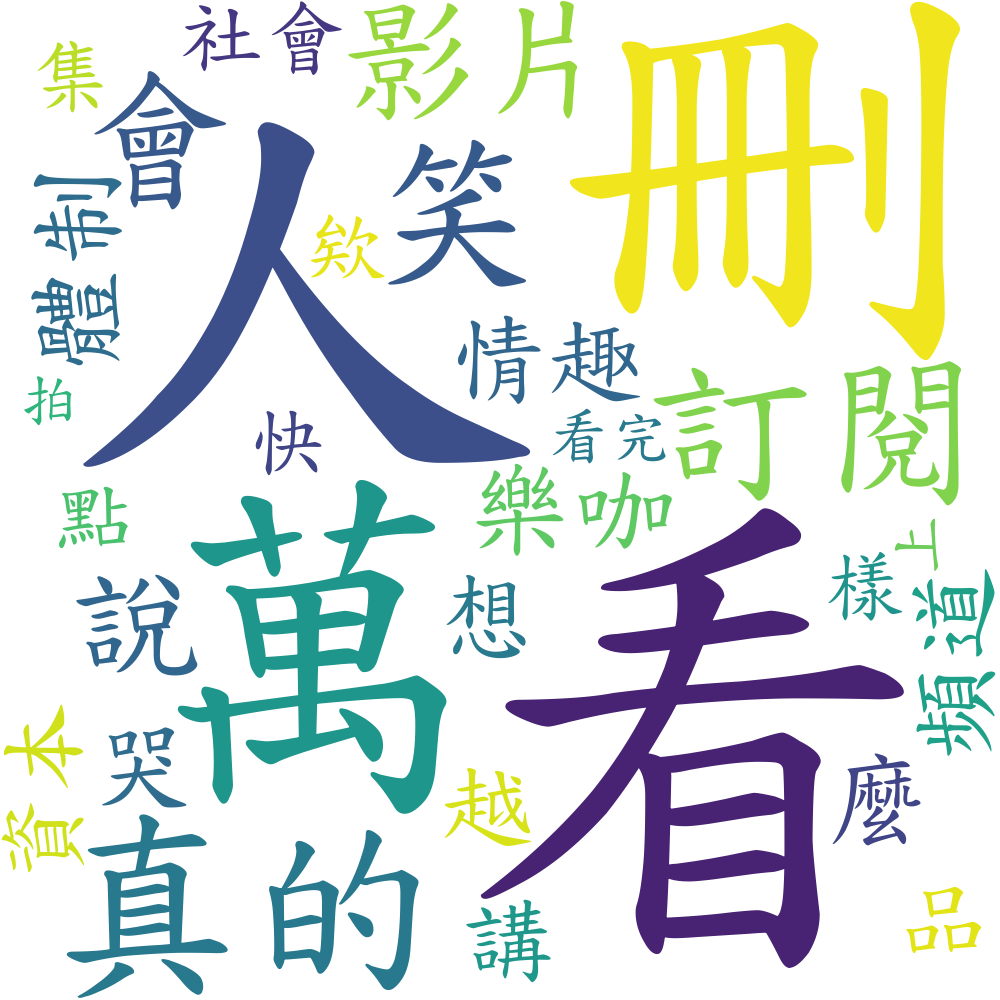 社會
影片
刪
集
會
人
笑
欸
體制
情趣
訂閱
拍
快
看完
點
萬
樂咖
看
上
說
想
樣
頻道
資本
哭
越
麼
真的
講
品